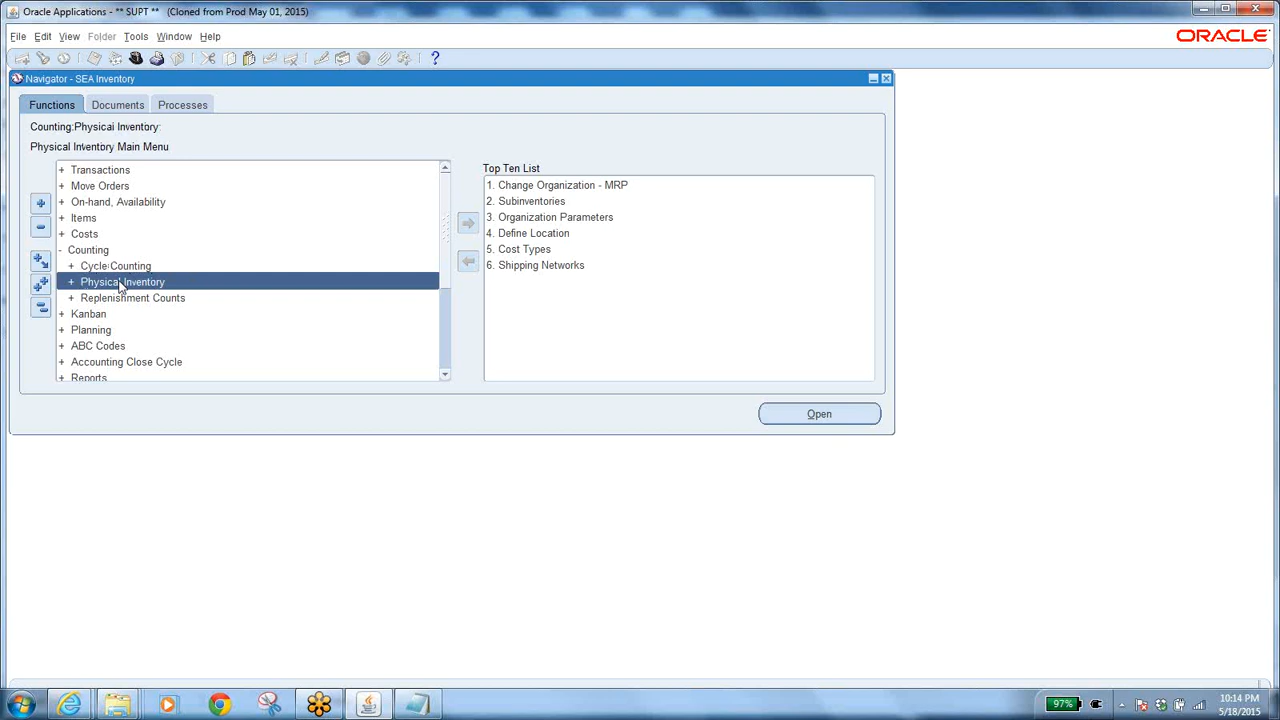 Oracle Applications - ** SUPT ** (Cloned from Prod May 01, 2015)
File Edit View Folder Tools Window Help
ORACLE
Navigator - SEA Inventory
Functions Documents Processes
Counting:Physical Inventory:
Physical Inventory Main Menu
+ Transactions
+ Move Orders
+ On-hand, Availability
+ Items
+ Costs
- Counting
+ Cycle Counting
+ Physical Inventory
+ Replenishment Counts
+ Kanban
+ Planning
+ ABC Codes
+ Accounting Close Cycle
+ Reports
Top Ten List
1. Change Organization - MRP
2. Subinventories
3. Organization Parameters
4. Define Location
5. Cost Types
6. Shipping Networks
Open
97%
10:14 PM
5/18/2015